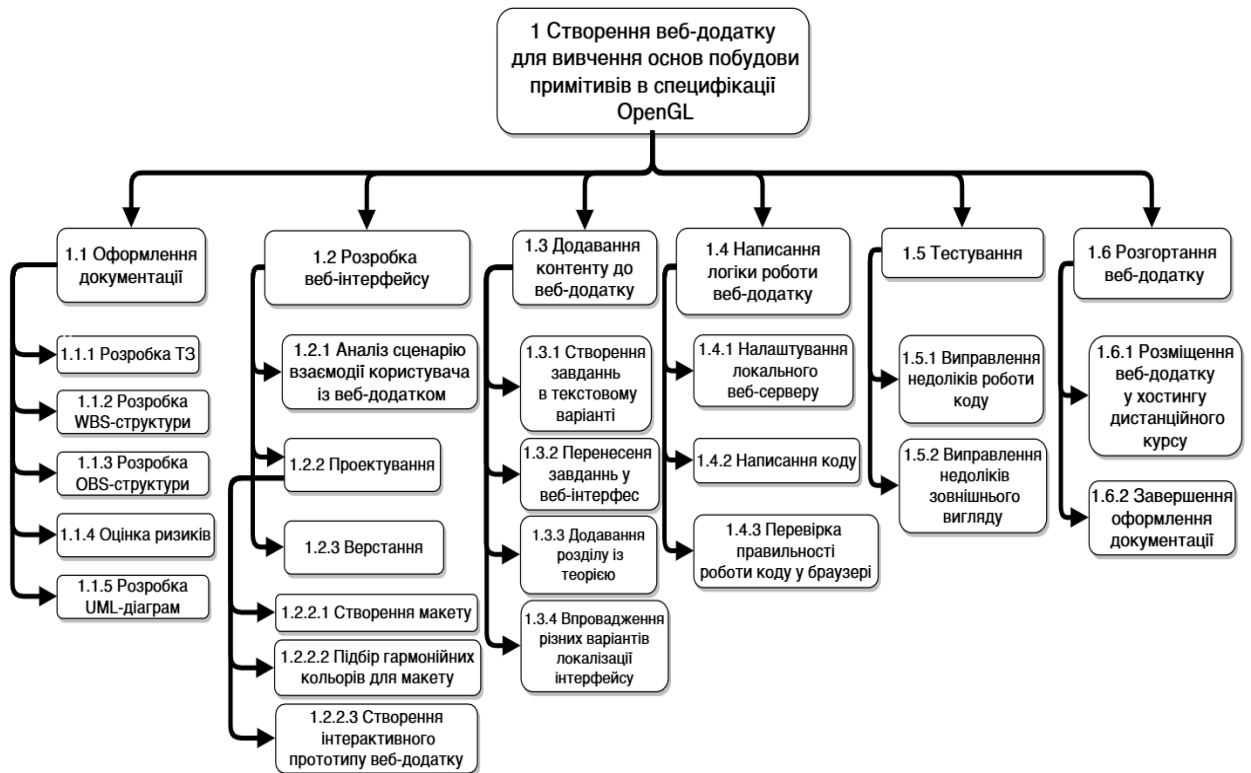 1 Створення веб-додатку
для вивчення основ побудови
примітивів в специфікації
OpenGL
1.1 Оформлення
документації
1.1.1 Розробка ТЗ
1.1.2 Розробка
WBS-структури
1.1.3 Розробка
OBS-структури
1.1.4 Оцінка ризиків
1.1.5 Розробка
UML-діаграм
1.2 Розробка
веб-інтерфейсу
1.2.1 Аналіз сценарію
взаємодії користувача
із веб-додатком
1.2.2 Проектування
1.2.3 Верстання
1.2.2.1 Створення макету
1.2.2.2 Підбір гармонійних
кольорів для макету
1.2.2.3 Створення
інтерактивного
прототипу веб-додатку
1.3 Додавання
контенту до
веб-додатку
1.3.1 Створення
завданнь
в текстовому
варіанті
1.3.2 Перенесеня
завданнь у
веб-інтерфес
1.3.3 Додавання
розділу із
теорією
1.3.4 Впровадження
різних варіантів
локалізації
інтерфейсу
1.4 Написання
логіки роботи
веб-додатку
1.4.1 Налаштування
локального
веб-серверу
1.4.2 Написання коду
1.4.3 Перевірка
правильності
роботи коду у браузері
1.5 Тестування
1.5.1 Виправлення
недоліків роботи
коду
1.5.2 Виправлення
недоліків
зовнішнього
вигляду
1.6 Розгортання
веб-додатку
1.6.1 Розміщення
веб-додатку
у хостингу
дистанційного
курсу
1.6.2 Завершення
оформлення
документації